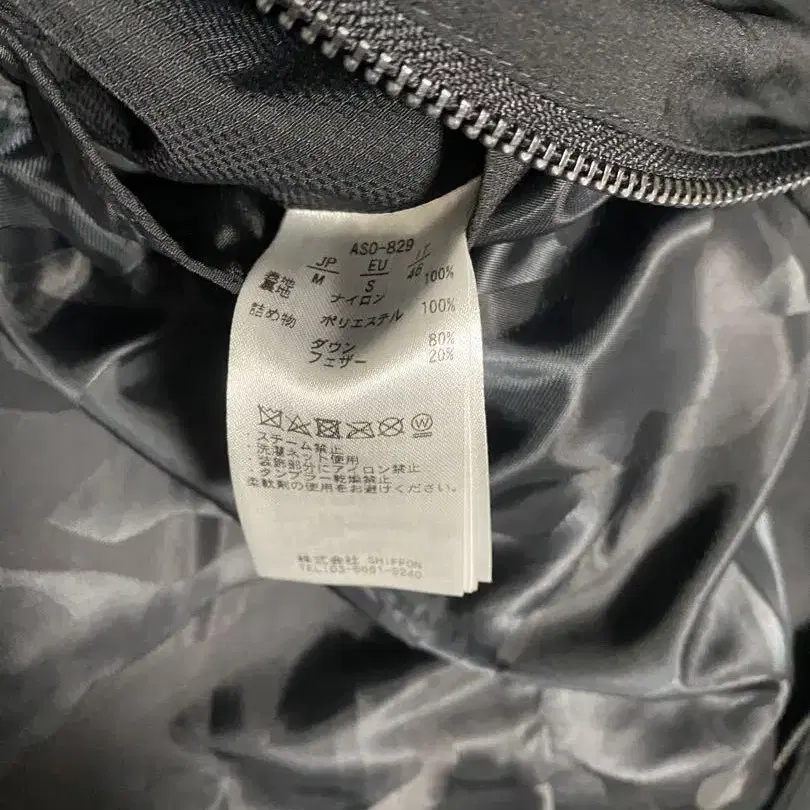 ASO-829
JP EU IT
M S 46
表地 ナイロン 100%
裏地 ポリエステル 100%
詰め物 ダウン 80%
フェザー 20%
W
・スチーム禁止
・洗濯ネット使用
・装飾部分にアイロン禁止
・タンブラー乾燥禁止
柔軟剤の使用をお避けください。
株式会社 SHIFFON
TEL:03-